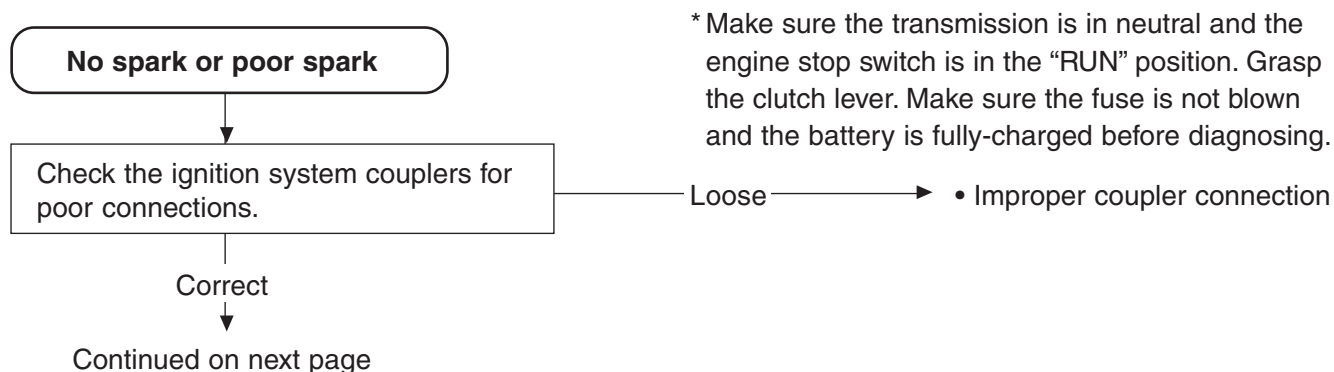 * Make sure the transmission is in neutral and the
engine stop switch is in the “RUN” position. Grasp
the clutch lever. Make sure the fuse is not blown
and the battery is fully-charged before diagnosing.
No spark or poor spark
Check the ignition system couplers for
poor connections.
Loose
• Improper coupler connection
Correct
Continued on next page